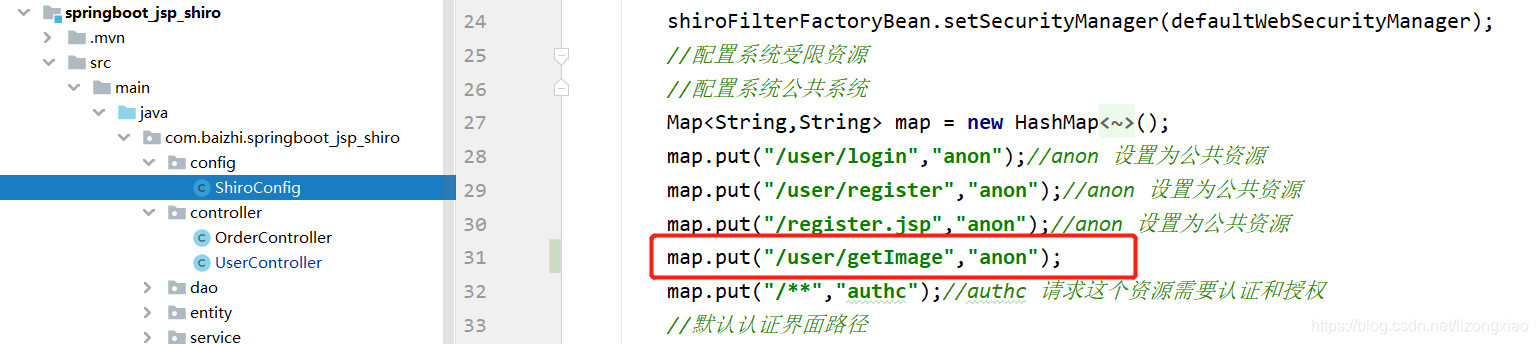 springboot_jsp_shiro
.mvn
src
main
java
com.baizhi.springboot_jsp_shiro
config
ShiroConfig
controller
OrderController
UserController
dao
entity
service
24 shiroFilterFactoryBean.setSecurityManager(defaultWebSecurityManager);
25 //配置系统受限资源
26 //配置系统公共系统
27 Map<String,String> map = new HashMap<~>();
28 map.put("/user/login","anon");//anon 设置为公共资源
29 map.put("/user/register","anon");//anon 设置为公共资源
30 map.put("/register.jsp","anon");//anon 设置为公共资源
31 map.put("/user/getImage","anon");
32 map.put("/**","authc");//authc 请求这个资源需要认证和授权
33 //默认认证界面路径
https://blog.csdn.net/lizongxiao